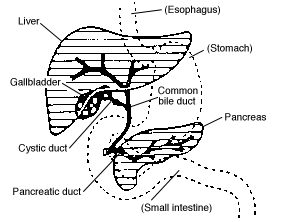 (Esophagus)
Liver
(Stomach)
Gallbladder
Common
bile duct
Pancreas
Cystic duct
Pancreatic duct
(Small intestine)